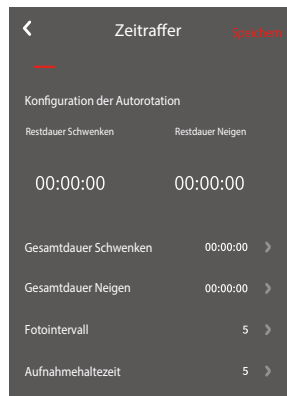 Zeitraffer Speichern
Konfiguration der Autorotation
Restdauer Schwenken Restdauer Neigen
00:00:00 00:00:00
Gesamtdauer Schwenken 00:00:00
Gesamtdauer Neigen 00:00:00
Fotointervall 5
Aufnahmehaltezeit 5